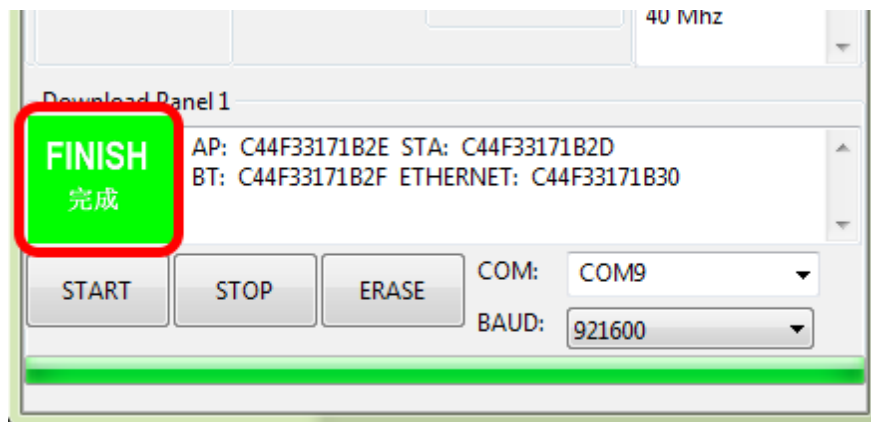 40 Mhz
Download Panel 1
FINISH
完成
AP: C44F33171B2E STA: C44F33171B2D
BT: C44F33171B2F ETHERNET: C44F33171B30
START
STOP
ERASE
COM:
COM9
BAUD:
921600